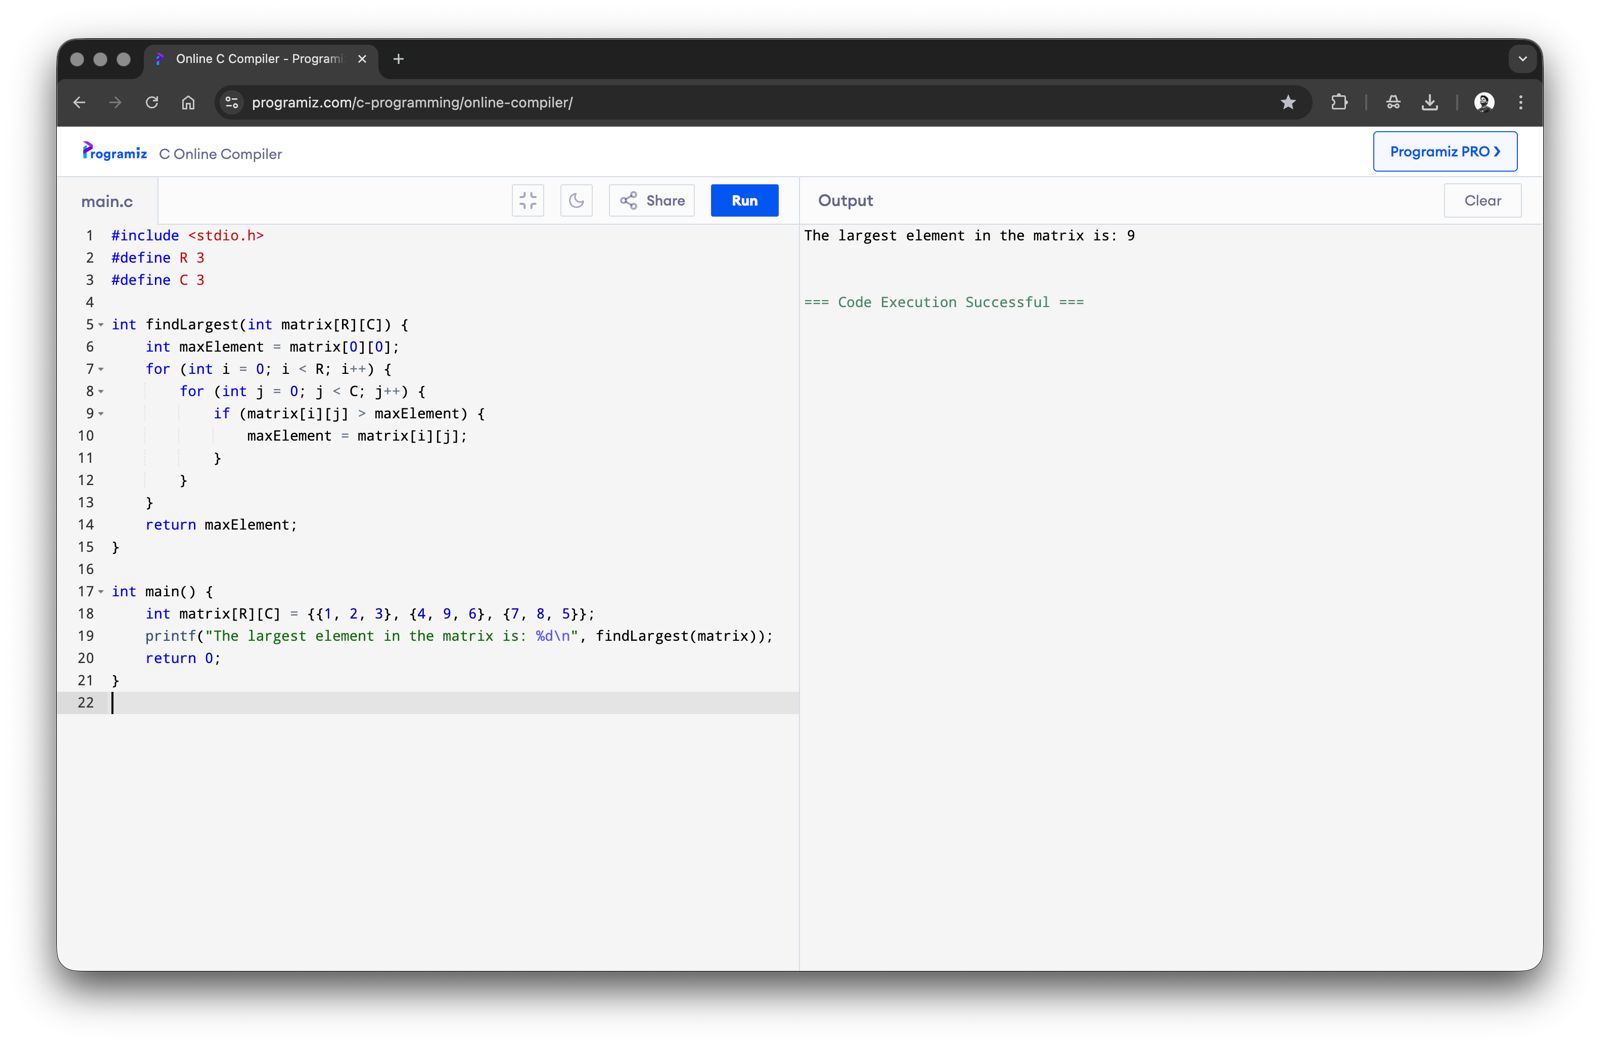 Online C Compiler - Programi
programiz.com/c-programming/online-compiler/
Programiz C Online Compiler
Programiz PRO ›
main.c
Share
Run
Output
Clear
1 #include <stdio.h>
2 #define R 3
3 #define C 3
4
5 int findLargest(int matrix[R][C]) {
6     int maxElement = matrix[0][0];
7     for (int i = 0; i < R; i++) {
8         for (int j = 0; j < C; j++) {
9             if (matrix[i][j] > maxElement) {
10                 maxElement = matrix[i][j];
11             }
12         }
13     }
14     return maxElement;
15 }
16
17 int main() {
18     int matrix[R][C] = {{1, 2, 3}, {4, 9, 6}, {7, 8, 5}};
19     printf("The largest element in the matrix is: %d\n", findLargest(matrix));
20     return 0;
21 }
22
The largest element in the matrix is: 9
=== Code Execution Successful ===